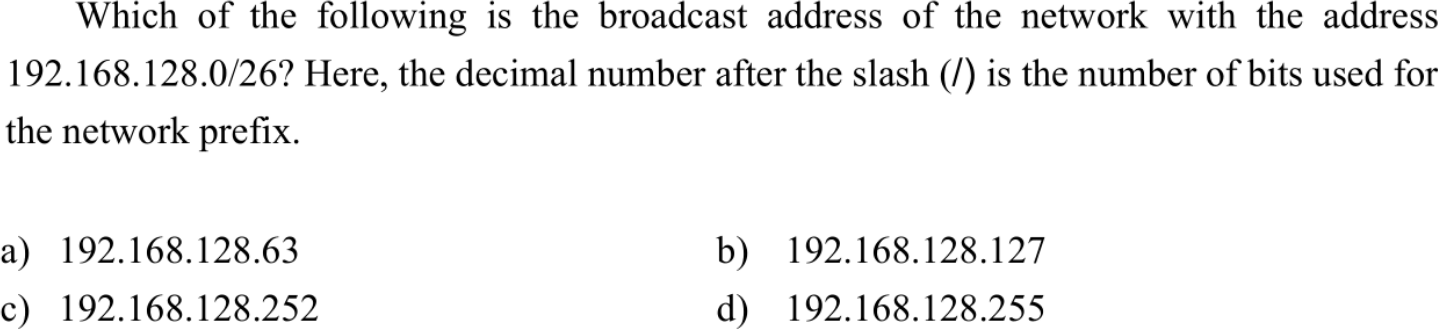 Which of the following is the broadcast address of the network with the address
192.168.128.0/26? Here, the decimal number after the slash (/) is the number of bits used for
the network prefix.
a) 192.168.128.63 b) 192.168.128.127
c) 192.168.128.252 d) 192.168.128.255